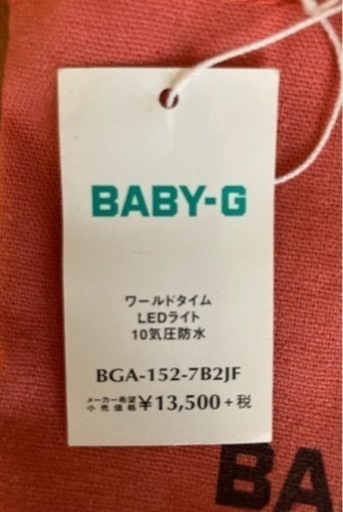 BABY-G
ワールドタイム
LEDライト
10気圧防水
BGA-152-7B2JF
メーカー希望
小売価格 ¥13,500+税
BA